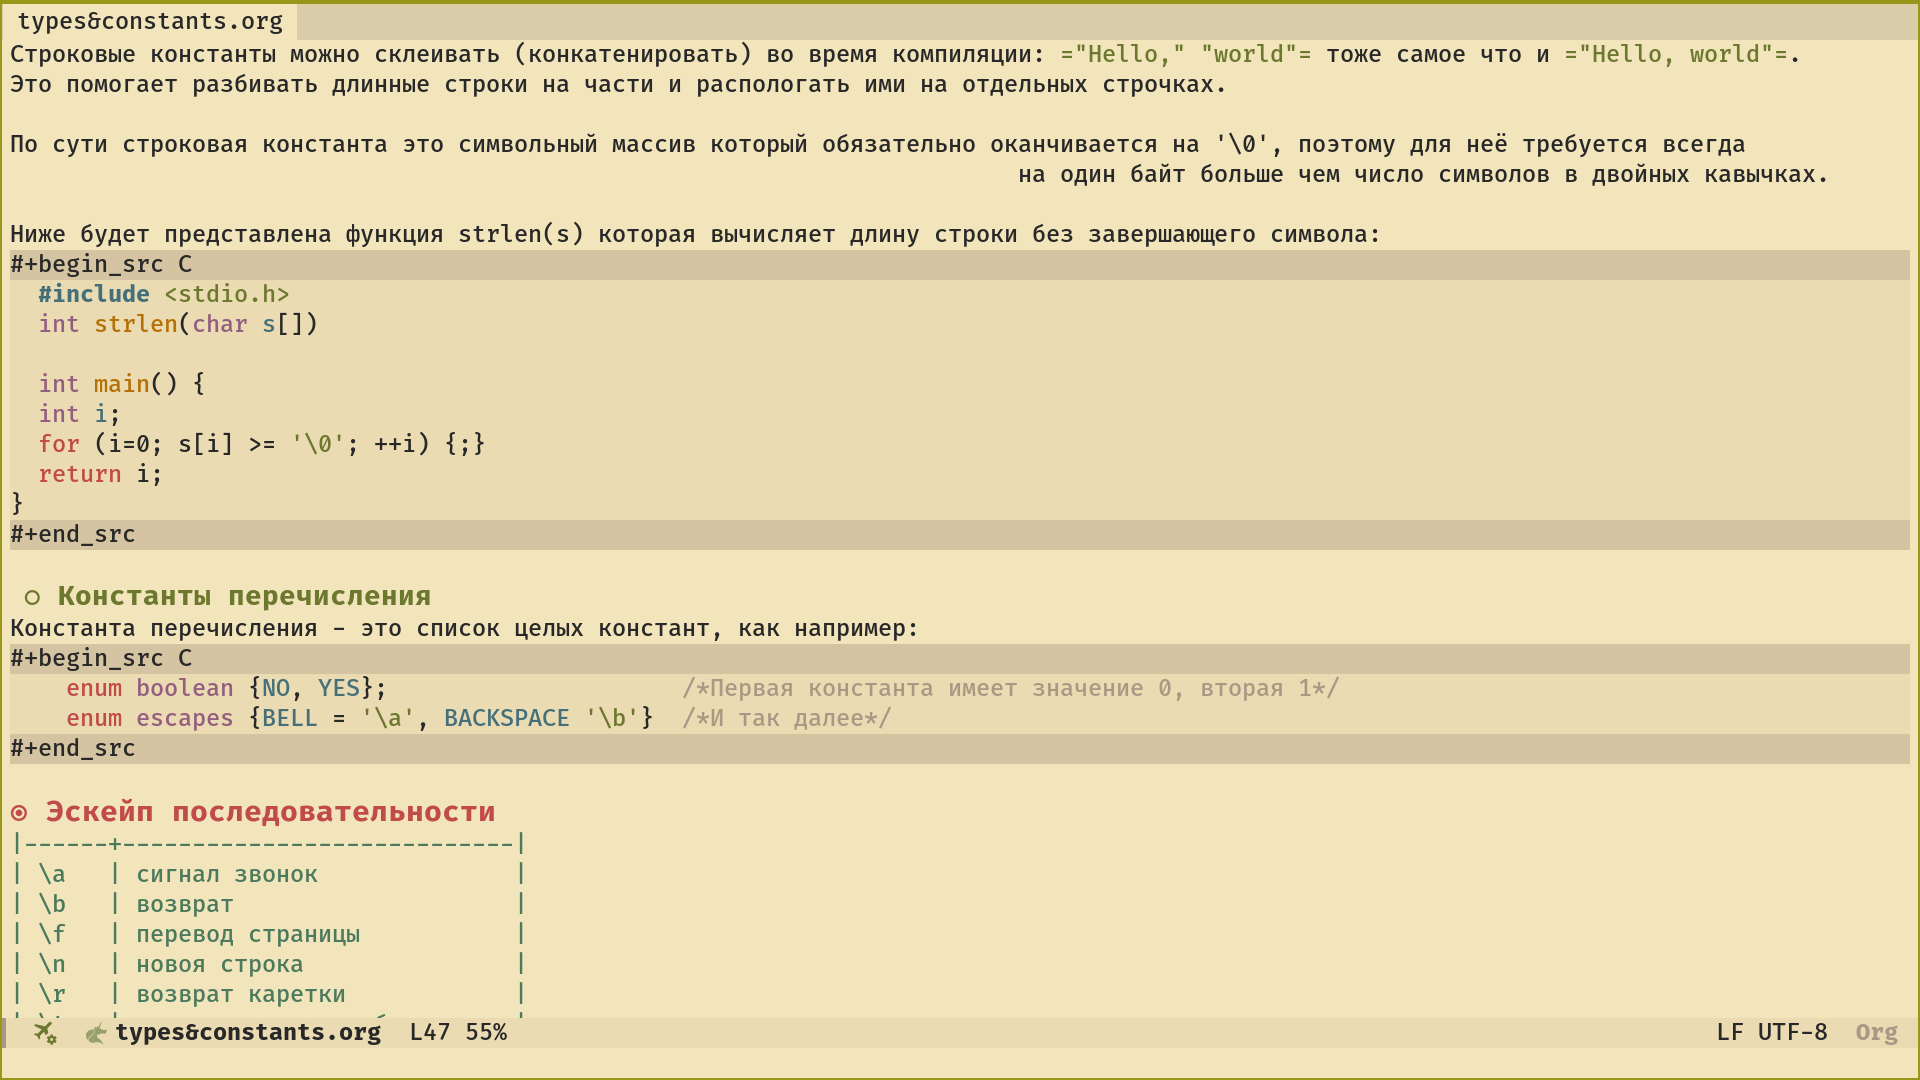 types&constants.org
Строковые константы можно склеивать (конкатенировать) во время компиляции: ="Hello," "world"= тоже самое что и ="Hello, world"=.
Это помогает разбивать длинные строки на части и распологать ими на отдельных строчках.
По сути строковая константа это символьный массив который обязательно оканчивается на '\0', поэтому для неё требуется всегда
на один байт больше чем число символов в двойных кавычках.
Ниже будет представлена функция strlen(s) которая вычисляет длину строки без завершающего символа:
#+begin_src C
#include <stdio.h>
int strlen(char s[])
int main() {
int i;
for (i=0; s[i] >= '\0'; ++i) {;}
return i;
}
#+end_src
○ Константы перечисления
Константа перечисления - это список целых констант, как например:
#+begin_src C
enum boolean {NO, YES}; /*Первая константа имеет значение 0, вторая 1*/
enum escapes {BELL = '\a', BACKSPACE '\b'} /*И так далее*/
#+end_src
◉ Эскейп последовательности
|------+----------------------------|
| \a | сигнал звонок |
| \b | возврат |
| \f | перевод страницы |
| \n | новоя строка |
| \r | возврат каретки |
types&constants.org L47 55% LF UTF-8 Org